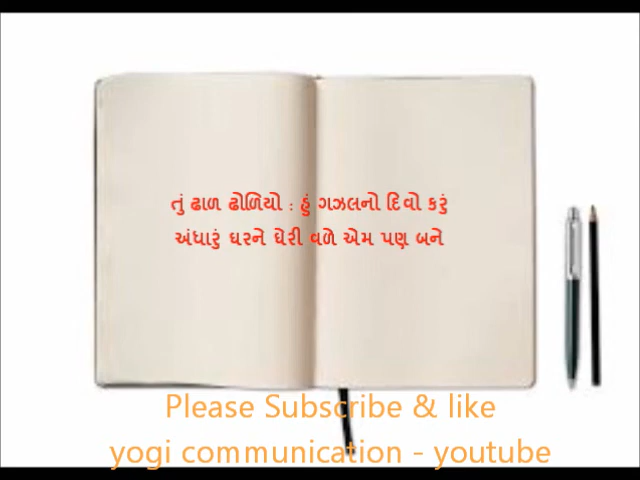 તું ઢાળ ઢોળિયો : હું ગઝલનો દિવો કરું
અંધારું ઘરને ઘેરી વળે એમ પણ બને
Please Subscribe & like
yogi communication - youtube